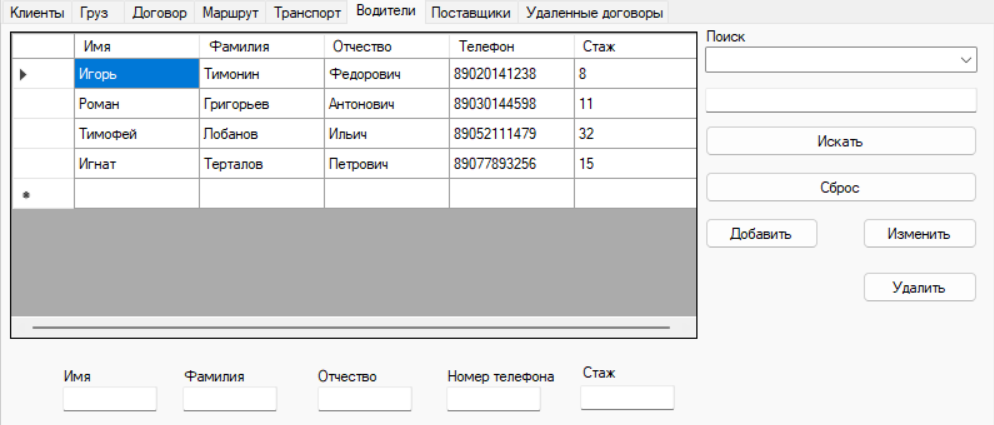 Клиенты Груз Договор Маршрут Транспорт Водители Поставщики Удаленные договоры
Имя Фамилия Отчество Телефон Стаж
Игорь Тимонин Федорович 89020141238 8
Роман Григорьев Антонович 89030144598 11
Тимофей Лобанов Ильич 89052111479 32
Игнат Терталов Петрович 89077893256 15
Поиск
Искать
Сброс
Добавить Изменить
Удалить
Имя Фамилия Отчество Номер телефона Стаж